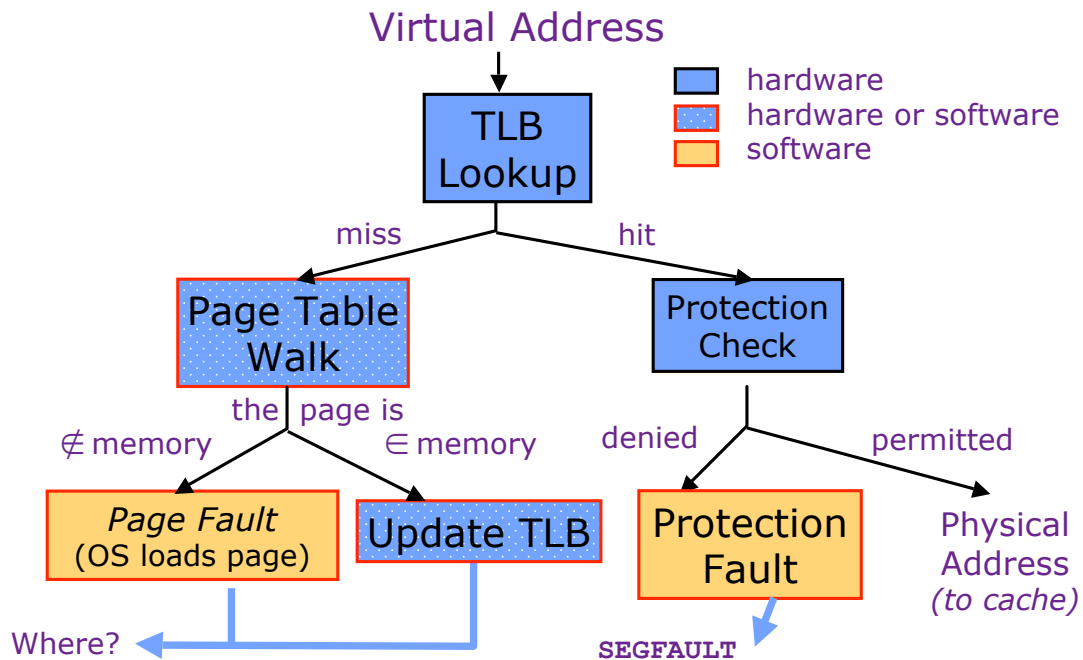 Virtual Address
hardware
hardware or software
software
TLB
Lookup
miss
hit
Page Table
Walk
Protection
Check
the page is
∉ memory
∈ memory
denied
permitted
Page Fault
(OS loads page)
Update TLB
Protection
Fault
Physical
Address
(to cache)
Where?
SEGFAULT